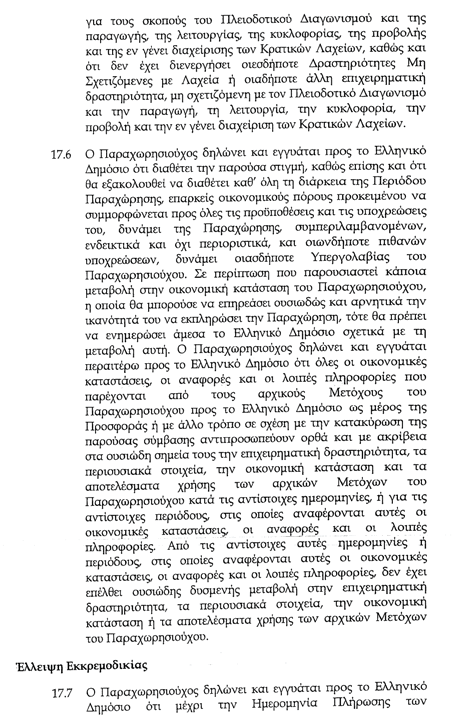 για τους σκοπούς του Πλειοδοτικού Διαγωνισμού και της
παραγωγής, της λειτουργίας, της κυκλοφορίας, της προβολής
και της εν γένει διαχείρισης των Κρατικών Λαχείων, καθώς και
ότι δεν έχει διενεργήσει οιεσδήποτε Δραστηριότητες Μη
Σχετιζόμενες με Λαχεία ή οιαδήποτε άλλη επιχειρηματική
δραστηριότητα, μη σχετιζόμενη με τον Πλειοδοτικό Διαγωνισμό
και την παραγωγή, τη λειτουργία, την κυκλοφορία, την
προβολή και την εν γένει διαχείριση των Κρατικών Λαχείων.
17.6 Ο Παραχωρησιούχος δηλώνει και εγγυάται προς το Ελληνικό
Δημόσιο ότι διαθέτει την παρούσα στιγμή, καθώς επίσης και ότι
θα εξακολουθεί να διαθέτει καθ' όλη τη διάρκεια της Περιόδου
Παραχώρησης, επαρκείς οικονομικούς πόρους προκειμένου να
συμμορφώνεται προς όλες τις προϋποθέσεις και τις υποχρεώσεις
του, δυνάμει της Παραχώρησης, συμπεριλαμβανομένων,
ενδεικτικά και όχι περιοριστικά, και οιωνδήποτε πιθανών
υποχρεώσεων, δυνάμει οιασδήποτε Υπεργολαβίας του
Παραχωρησιούχου. Σε περίπτωση που παρουσιαστεί κάποια
μεταβολή στην οικονομική κατάσταση του Παραχωρησιούχου,
η οποία θα μπορούσε να επηρεάσει ουσιωδώς και αρνητικά την
ικανότητά του να εκπληρώσει την Παραχώρηση, τότε θα πρέπει
να ενημερώσει άμεσα το Ελληνικό Δημόσιο σχετικά με τη
μεταβολή αυτή. Ο Παραχωρησιούχος δηλώνει και εγγυάται
περαιτέρω προς το Ελληνικό Δημόσιο ότι όλες οι οικονομικές
καταστάσεις, οι αναφορές και οι λοιπές πληροφορίες που
παρέχονται από τους αρχικούς Μετόχους του
Παραχωρησιούχου προς το Ελληνικό Δημόσιο ως μέρος της
Προσφοράς ή με άλλο τρόπο σε σχέση με την κατακύρωση της
παρούσας σύμβασης αντιπροσωπεύουν ορθά και με ακρίβεια
στα ουσιώδη σημεία τους την επιχειρηματική δραστηριότητα, τα
περιουσιακά στοιχεία, την οικονομική κατάσταση και τα
αποτελέσματα χρήσης των αρχικών Μετόχων του
Παραχωρησιούχου κατά τις αντίστοιχες ημερομηνίες, ή για τις
αντίστοιχες περιόδους, στις οποίες αναφέρονται αυτές οι
οικονομικές καταστάσεις, οι αναφορές και οι λοιπές
πληροφορίες. Από τις αντίστοιχες αυτές ημερομηνίες ή
περιόδους, στις οποίες αναφέρονται αυτές οι οικονομικές
καταστάσεις, οι αναφορές και οι λοιπές πληροφορίες, δεν έχει
επέλθει ουσιώδης δυσμενής μεταβολή στην επιχειρηματική
δραστηριότητα, τα περιουσιακά στοιχεία, την οικονομική
κατάσταση ή τα αποτελέσματα χρήσης των αρχικών Μετόχων
του Παραχωρησιούχου.
Έλλειψη Εκκρεμοδικίας
17.7 Ο Παραχωρησιούχος δηλώνει και εγγυάται προς το Ελληνικό
Δημόσιο ότι μέχρι την Ημερομηνία Πλήρωσης των